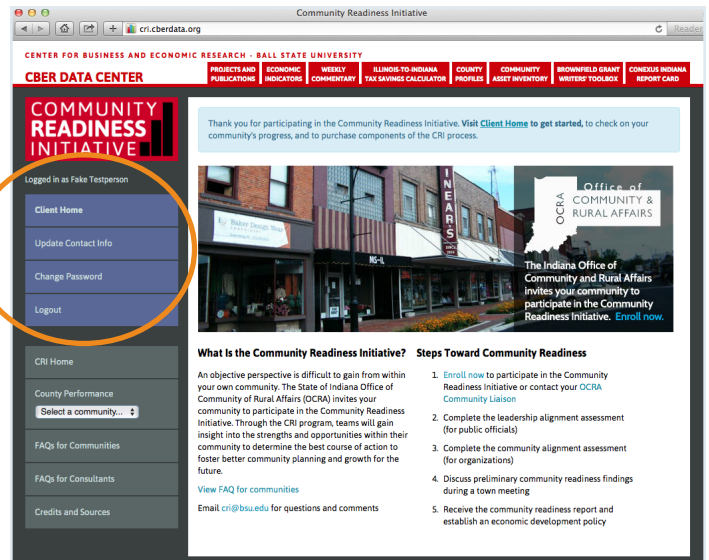 Community Readiness Initiative
cri.cberdata.org
Reader
CENTER FOR BUSINESS AND ECONOMIC RESEARCH - BALL STATE UNIVERSITY
CBER DATA CENTER
PROJECTS AND PUBLICATIONS
ECONOMIC INDICATORS
WEEKLY COMMENTARY
ILLINOIS-TO-INDIANA TAX SAVINGS CALCULATOR
COUNTY PROFILES
COMMUNITY ASSET INVENTORY
BROWNFIELD GRANT WRITERS' TOOLBOX
CONEXUS INDIANA REPORT CARD
COMMUNITY
READINESS
INITIATIVE
Logged in as Fake Testperson
Client Home
Update Contact Info
Change Password
Logout
CRI Home
County Performance
Select a community...
FAQs for Communities
FAQs for Consultants
Credits and Sources
Thank you for participating in the Community Readiness Initiative. Visit Client Home to get started, to check on your
community's progress, and to purchase components of the CRI process.
INEAR'S
MS-IL
OCRA
Office of
COMMUNITY &
RURAL AFFAIRS
The Indiana Office of
Community and Rural Affairs
invites your community to
participate in the Community
Readiness Initiative. Enroll now.
What Is the Community Readiness Initiative?
An objective perspective is difficult to gain from within
your own community. The State of Indiana Office of
Community of Rural Affairs (OCRA) invites your
community to participate in the Community Readiness
Initiative. Through the CRI program, teams will gain
insight into the strengths and opportunities within their
community to determine the best course of action to
foster better community planning and growth for the
future.
View FAQ for communities
Email cri@bsu.edu for questions and comments
Steps Toward Community Readiness
1. Enroll now to participate in the Community
Readiness Initiative or contact your OCRA
Community Liaison
2. Complete the leadership alignment assessment
(for public officials)
3. Complete the community alignment assessment
(for organizations)
4. Discuss preliminary community readiness findings
during a town meeting
5. Receive the community readiness report and
establish an economic development policy